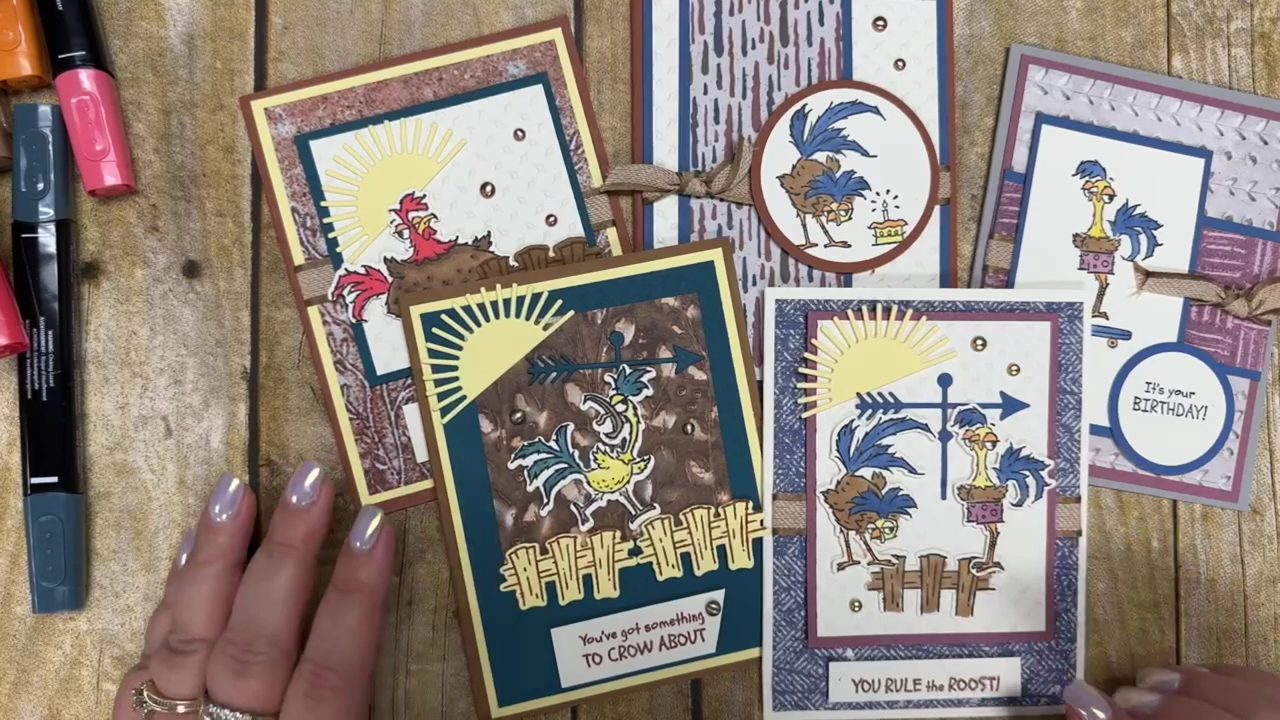 It's your
BIRTHDAY!
You've got something
TO CROW ABOUT
YOU RULE the ROOST!